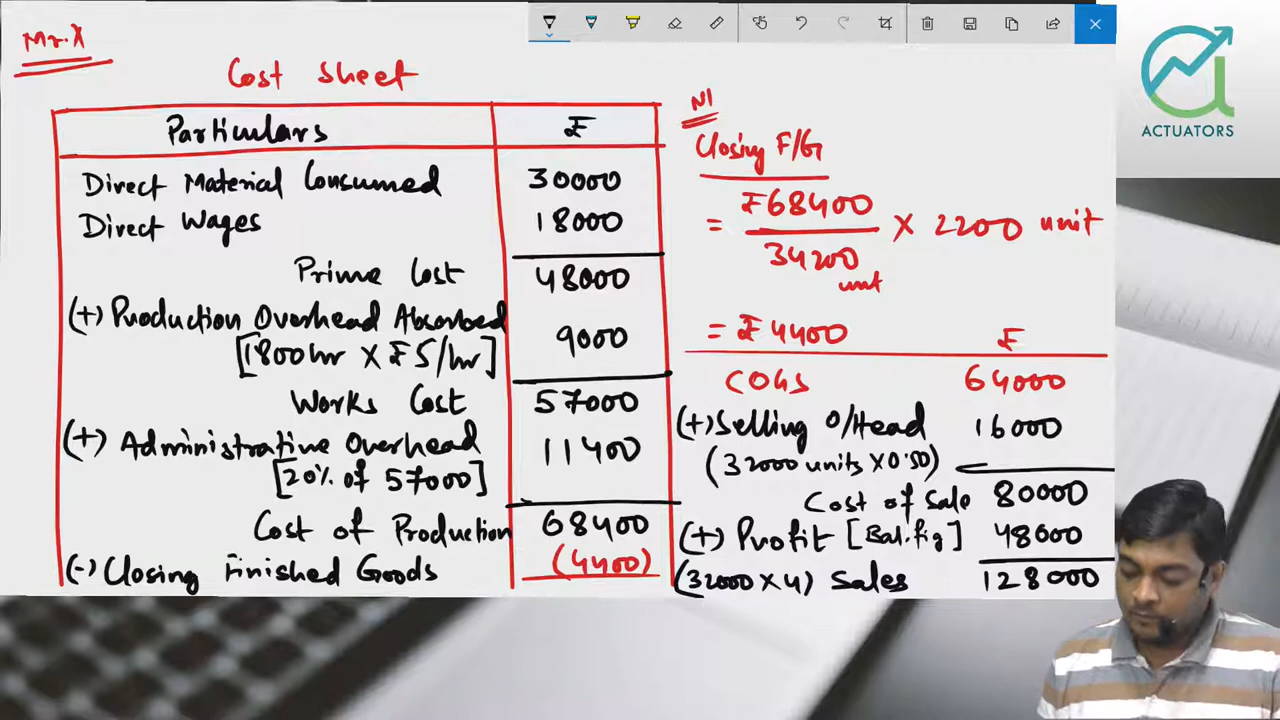 Mr. X
Cost Sheet
Particulars ₹
Direct Material Consumed 30000
Direct Wages 18000
Prime Cost 48000
(+) Production Overhead Absorbed
[1800hr X ₹5/hr] 9000
Works Cost 57000
(+) Administrative Overhead 11400
[20% of 57000]
Cost of Production 68400
(-) Closing Finished Goods (4400)
N1
Closing F/G
= ₹68400 / 34200 unit X 2200 unit
= ₹4400
₹
COGS 64000
(+) Selling O/Head 16000
(32000 units X 0.50)
Cost of Sale 80000
(+) Profit [Bal. fig] 48000
(32000 X 4) Sales 128000
a
ACTUATORS